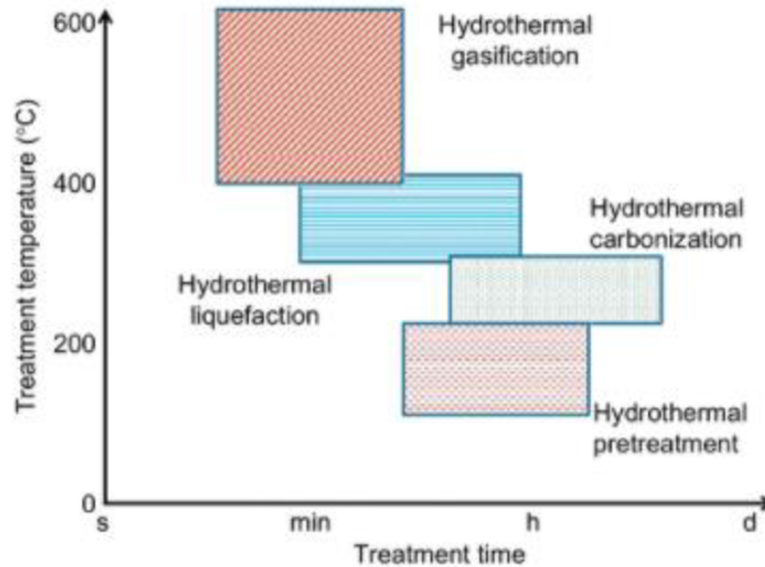 600
Hydrothermal
gasification
400
Hydrothermal
carbonization
Hydrothermal
liquefaction
200
Hydrothermal
pretreatment
0
s min h d
Treatment time
Treatment temperature (°C)